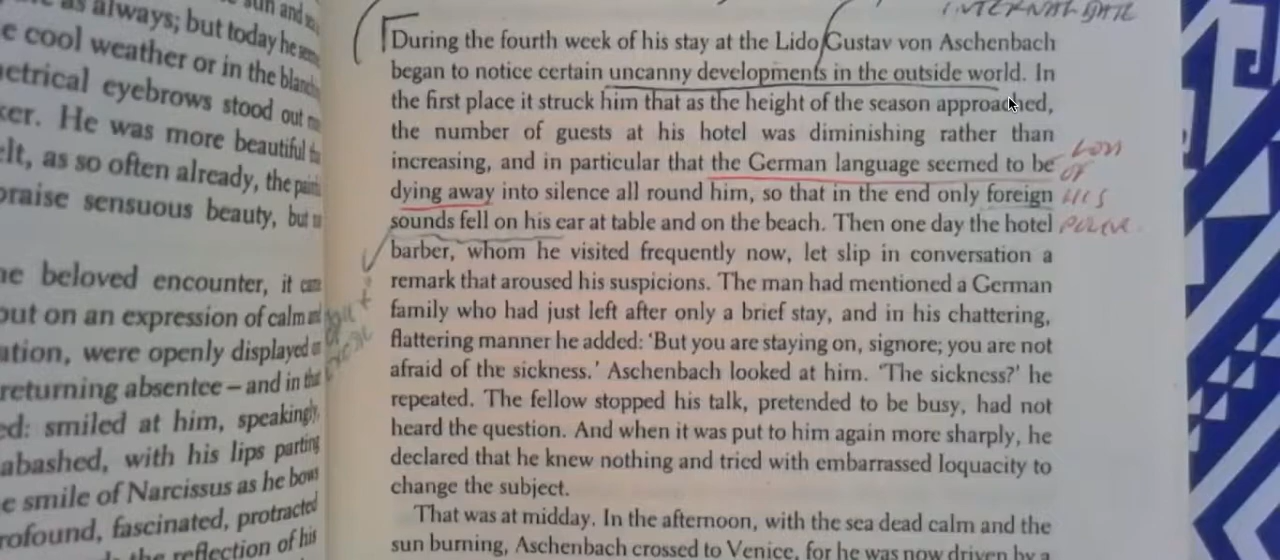 as always; but today he
e cool weather or in the
etrical eyebrows stood out
ker. He was more beautiful
elt, as so often already, the
praise sensuous beauty, but
he beloved encounter, it
out on an expression of calm
ation, were openly displayed
returning absentee – and in that
ed: smiled at him, speakingly,
abashed, with his lips parting
e smile of Narcissus as he bows
rofound, fascinated, protracted
the reflection of his
INTERNAL GATE
During the fourth week of his stay at the Lido Gustav von Aschenbach
began to notice certain uncanny developments in the outside world. In
the first place it struck him that as the height of the season approached,
the number of guests at his hotel was diminishing rather than
increasing, and in particular that the German language seemed to be
dying away into silence all round him, so that in the end only foreign
sounds fell on his ear at table and on the beach. Then one day the hotel
barber, whom he visited frequently now, let slip in conversation a
remark that aroused his suspicions. The man had mentioned a German
family who had just left after only a brief stay, and in his chattering,
flattering manner he added: 'But you are staying on, signore; you are not
afraid of the sickness.' Aschenbach looked at him. 'The sickness?' he
repeated. The fellow stopped his talk, pretended to be busy, had not
heard the question. And when it was put to him again more sharply, he
declared that he knew nothing and tried with embarrassed loquacity to
change the subject.
That was at midday. In the afternoon, with the sea dead calm and the
sun burning, Aschenbach crossed to Venice, for he was now driven by a
Loss
OF
HIS